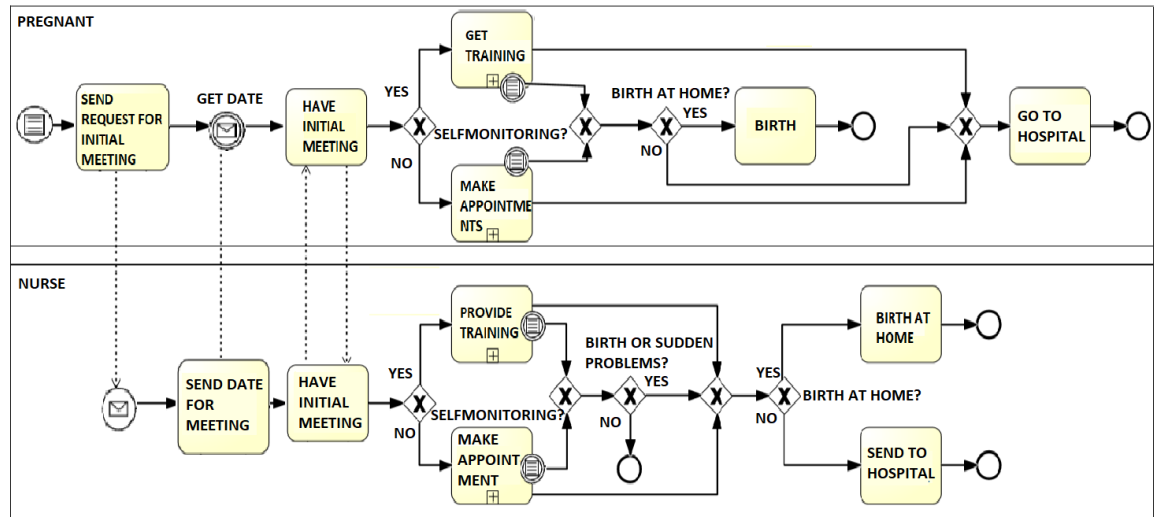 PREGNANT
SEND
REQUEST FOR
INITIAL
MEETING
GET DATE
HAVE
INITIAL
MEETING
YES
NO
SELFMONITORING?
GET
TRAINING
MAKE
APPOINTME
NTS
BIRTH AT HOME?
YES
NO
BIRTH
GO TO
HOSPITAL
NURSE
SEND DATE
FOR
MEETING
HAVE
INITIAL
MEETING
YES
NO
SELFMONITORING?
PROVIDE
TRAINING
MAKE
APPOINT
MENT
BIRTH OR SUDDEN
PROBLEMS?
YES
NO
YES
NO
BIRTH AT HOME?
BIRTH AT
HOME
SEND TO
HOSPITAL